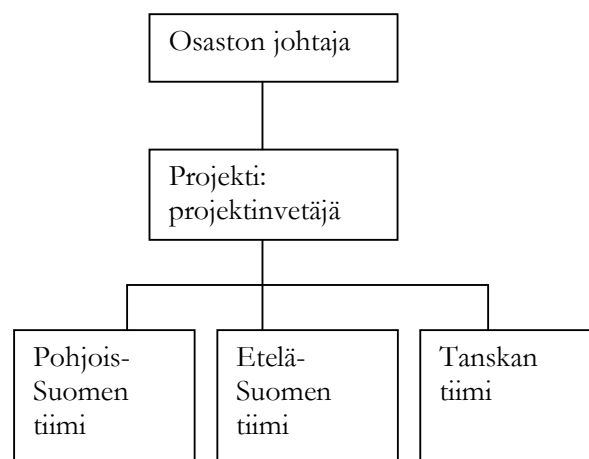 Osaston johtaja
Projekti:
projektinvetäjä
Pohjois-
Suomen
tiimi
Etelä-
Suomen
tiimi
Tanskan
tiimi